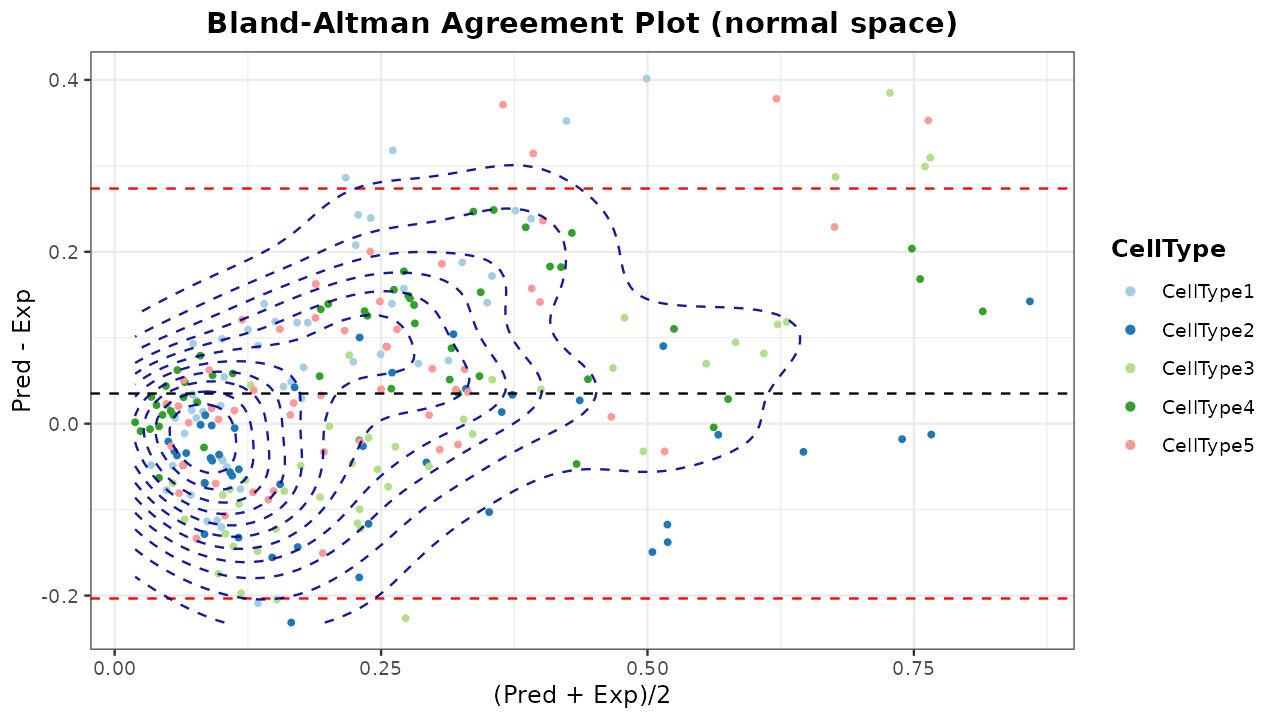 Bland-Altman Agreement Plot (normal space)
0.4
0.2
0.0
-0.2
Pred - Exp
0.00 0.25 0.50 0.75
(Pred + Exp)/2
CellType
CellType1
CellType2
CellType3
CellType4
CellType5